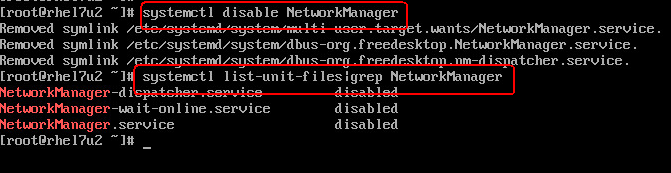 [root@rhel7u2 ~]# systemctl disable NetworkManager
Removed symlink /etc/systemd/system/multi-user.target.wants/NetworkManager.service.
Removed symlink /etc/systemd/system/dbus-org.freedesktop.NetworkManager.service.
Removed symlink /etc/systemd/system/dbus-org.freedesktop.nm-dispatcher.service.
[root@rhel7u2 ~]# systemctl list-unit-files|grep NetworkManager
NetworkManager-dispatcher.service disabled
NetworkManager-wait-online.service disabled
NetworkManager.service disabled
[root@rhel7u2 ~]# _